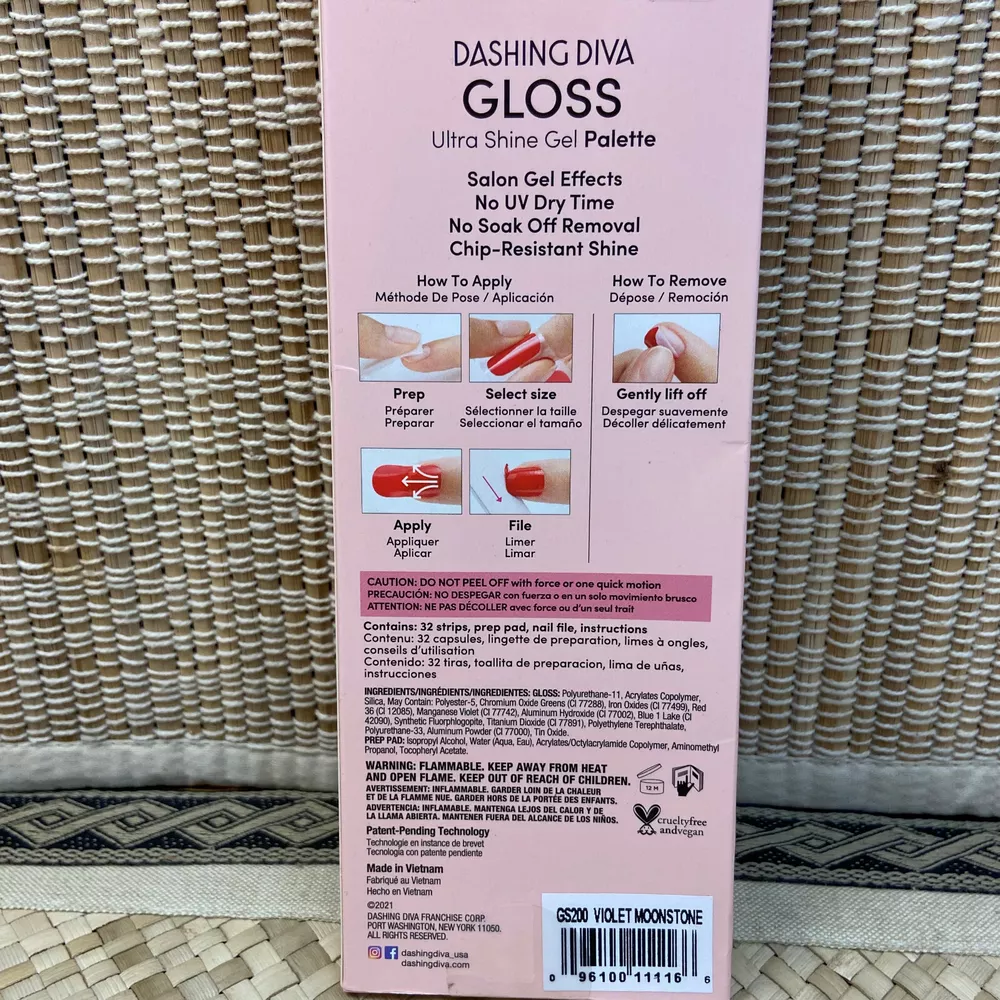 DASHING DIVA
GLOSS
Ultra Shine Gel Palette
Salon Gel Effects
No UV Dry Time
No Soak Off Removal
Chip-Resistant Shine
How To Apply
Méthode De Pose / Aplicación
Prep
Préparer
Preparar
Select size
Sélectionner la taille
Seleccionar el tamaño
Apply
Appliquer
Aplicar
File
Limer
Limar
How To Remove
Dépose / Remoción
Gently lift off
Despegar suavemente
Décoller délicatement
CAUTION: DO NOT PEEL OFF with force or one quick motion
PRECAUCIÓN: NO DESPEGAR con fuerza o en un solo movimiento brusco
ATTENTION: NE PAS DÉCOLLER avec force ou d'un seul trait
Contains: 32 strips, prep pad, nail file, instructions
Contenu: 32 capsules, lingette de preparation, limes à ongles,
conseils d'utilisation
Contenido: 32 tiras, toallita de preparacion, lima de uñas,
instrucciones
INGREDIENTS/INGRÉDIENTS/INGREDIENTES: GLOSS: Polyurethane-11, Acrylates Copolymer,
Silica, May Contain: Polyester-5, Chromium Oxide Greens (CI 77288), Iron Oxides (CI 77499), Red
36 (CI 12085), Manganese Violet (CI 77742), Aluminum Hydroxide (CI 77002), Blue 1 Lake (CI
42090), Synthetic Fluorphlogopite, Titanium Dioxide (CI 77891), Polyethylene Terephthalate,
Polyurethane-33, Aluminum Powder (CI 77000), Tin Oxide.
PREP PAD: Isopropyl Alcohol, Water (Aqua, Eau), Acrylates/Octylacrylamide Copolymer, Aminomethyl
Propanol, Tocopheryl Acetate.
WARNING: FLAMMABLE. KEEP AWAY FROM HEAT
AND OPEN FLAME. KEEP OUT OF REACH OF CHILDREN.
AVERTISSEMENT: INFLAMMABLE. GARDER LOIN DE LA CHALEUR
ET DE LA FLAMME NUE. GARDER HORS DE LA PORTÉE DES ENFANTS.
ADVERTENCIA: INFLAMABLE. MANTENGA LEJOS DEL CALOR Y DE
LA LLAMA ABIERTA. MANTENER FUERA DEL ALCANCE DE LOS NIÑOS.
12 M
crueltyfree
andvegan
Patent-Pending Technology
Technologie en instance de brevet
Tecnología con patente pendiente
Made in Vietnam
Fabriqué au Vietnam
Hecho en Vietnam
©2021
DASHING DIVA FRANCHISE CORP.
PORT WASHINGTON, NEW YORK 11050.
ALL RIGHTS RESERVED.
dashingdiva_usa
dashingdiva.com
GS200 VIOLET MOONSTONE
0 96100 11116 6